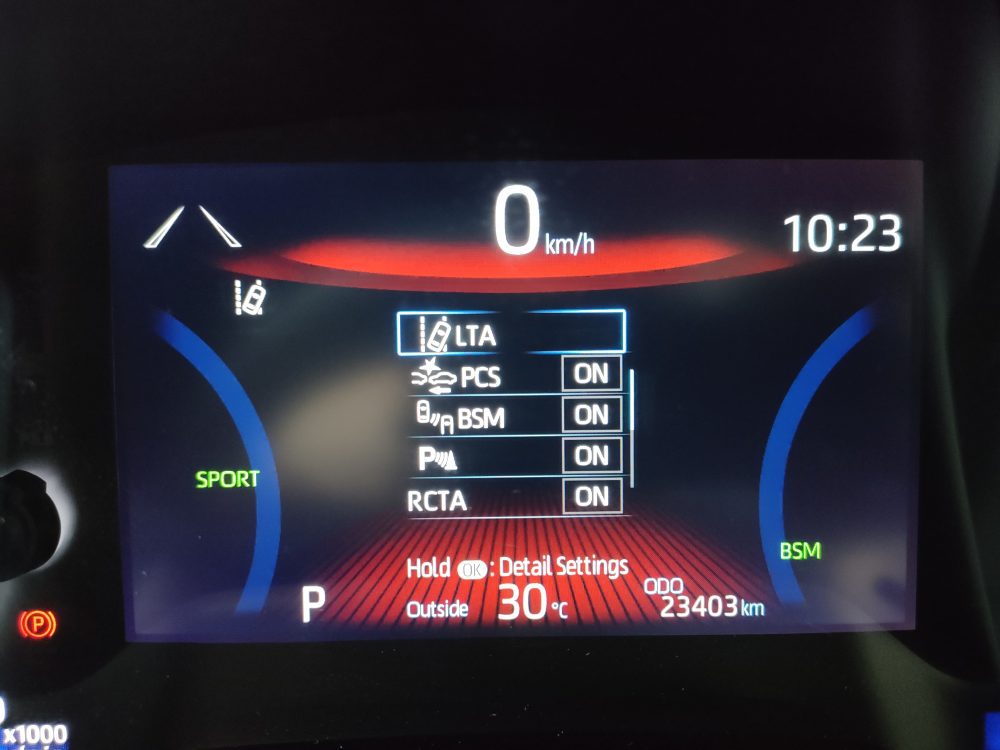 0 km/h
10:23
LTA
PCS ON
BSM ON
P ON
RCTA ON
SPORT
BSM
Hold OK : Detail Settings
P
Outside 30°C
ODO
23403 km
P
x1000